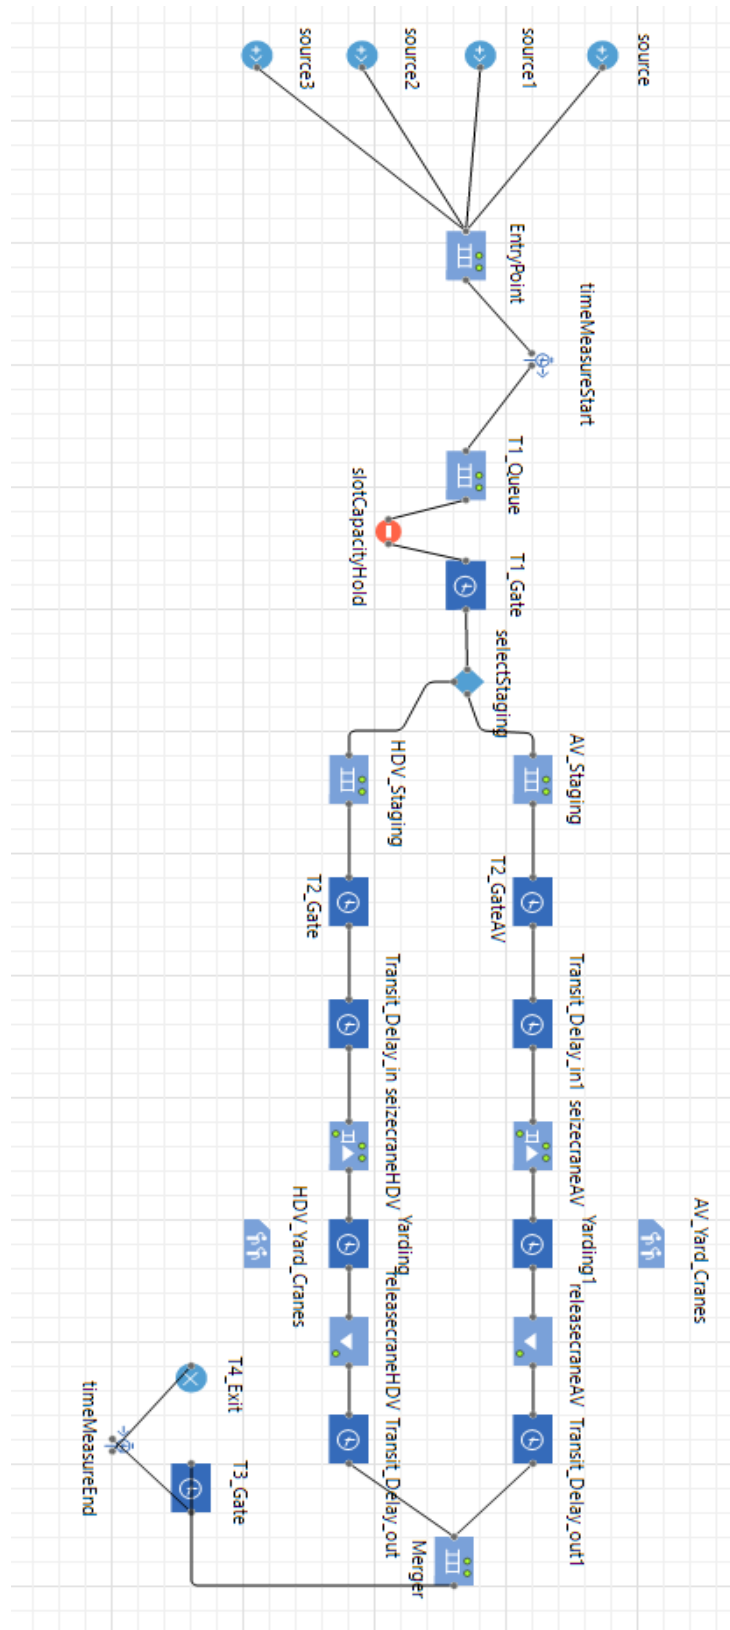 source
source1
source2
source3
EntryPoint
timeMeasureStart
T1_Queue
slotCapacityHold
T1_Gate
selectStaging
AV_Staging
T2_GateAV
Transit_Delay_in1
seizecraneAV
Yarding1
releasecraneAV
Transit_Delay_out1
AV_Yard_Cranes
HDV_Staging
T2_Gate
Transit_Delay_in
seizecraneHDV
Yarding
releasecraneHDV
Transit_Delay_out
HDV_Yard_Cranes
Merger
T3_Gate
timeMeasureEnd
T4_Exit